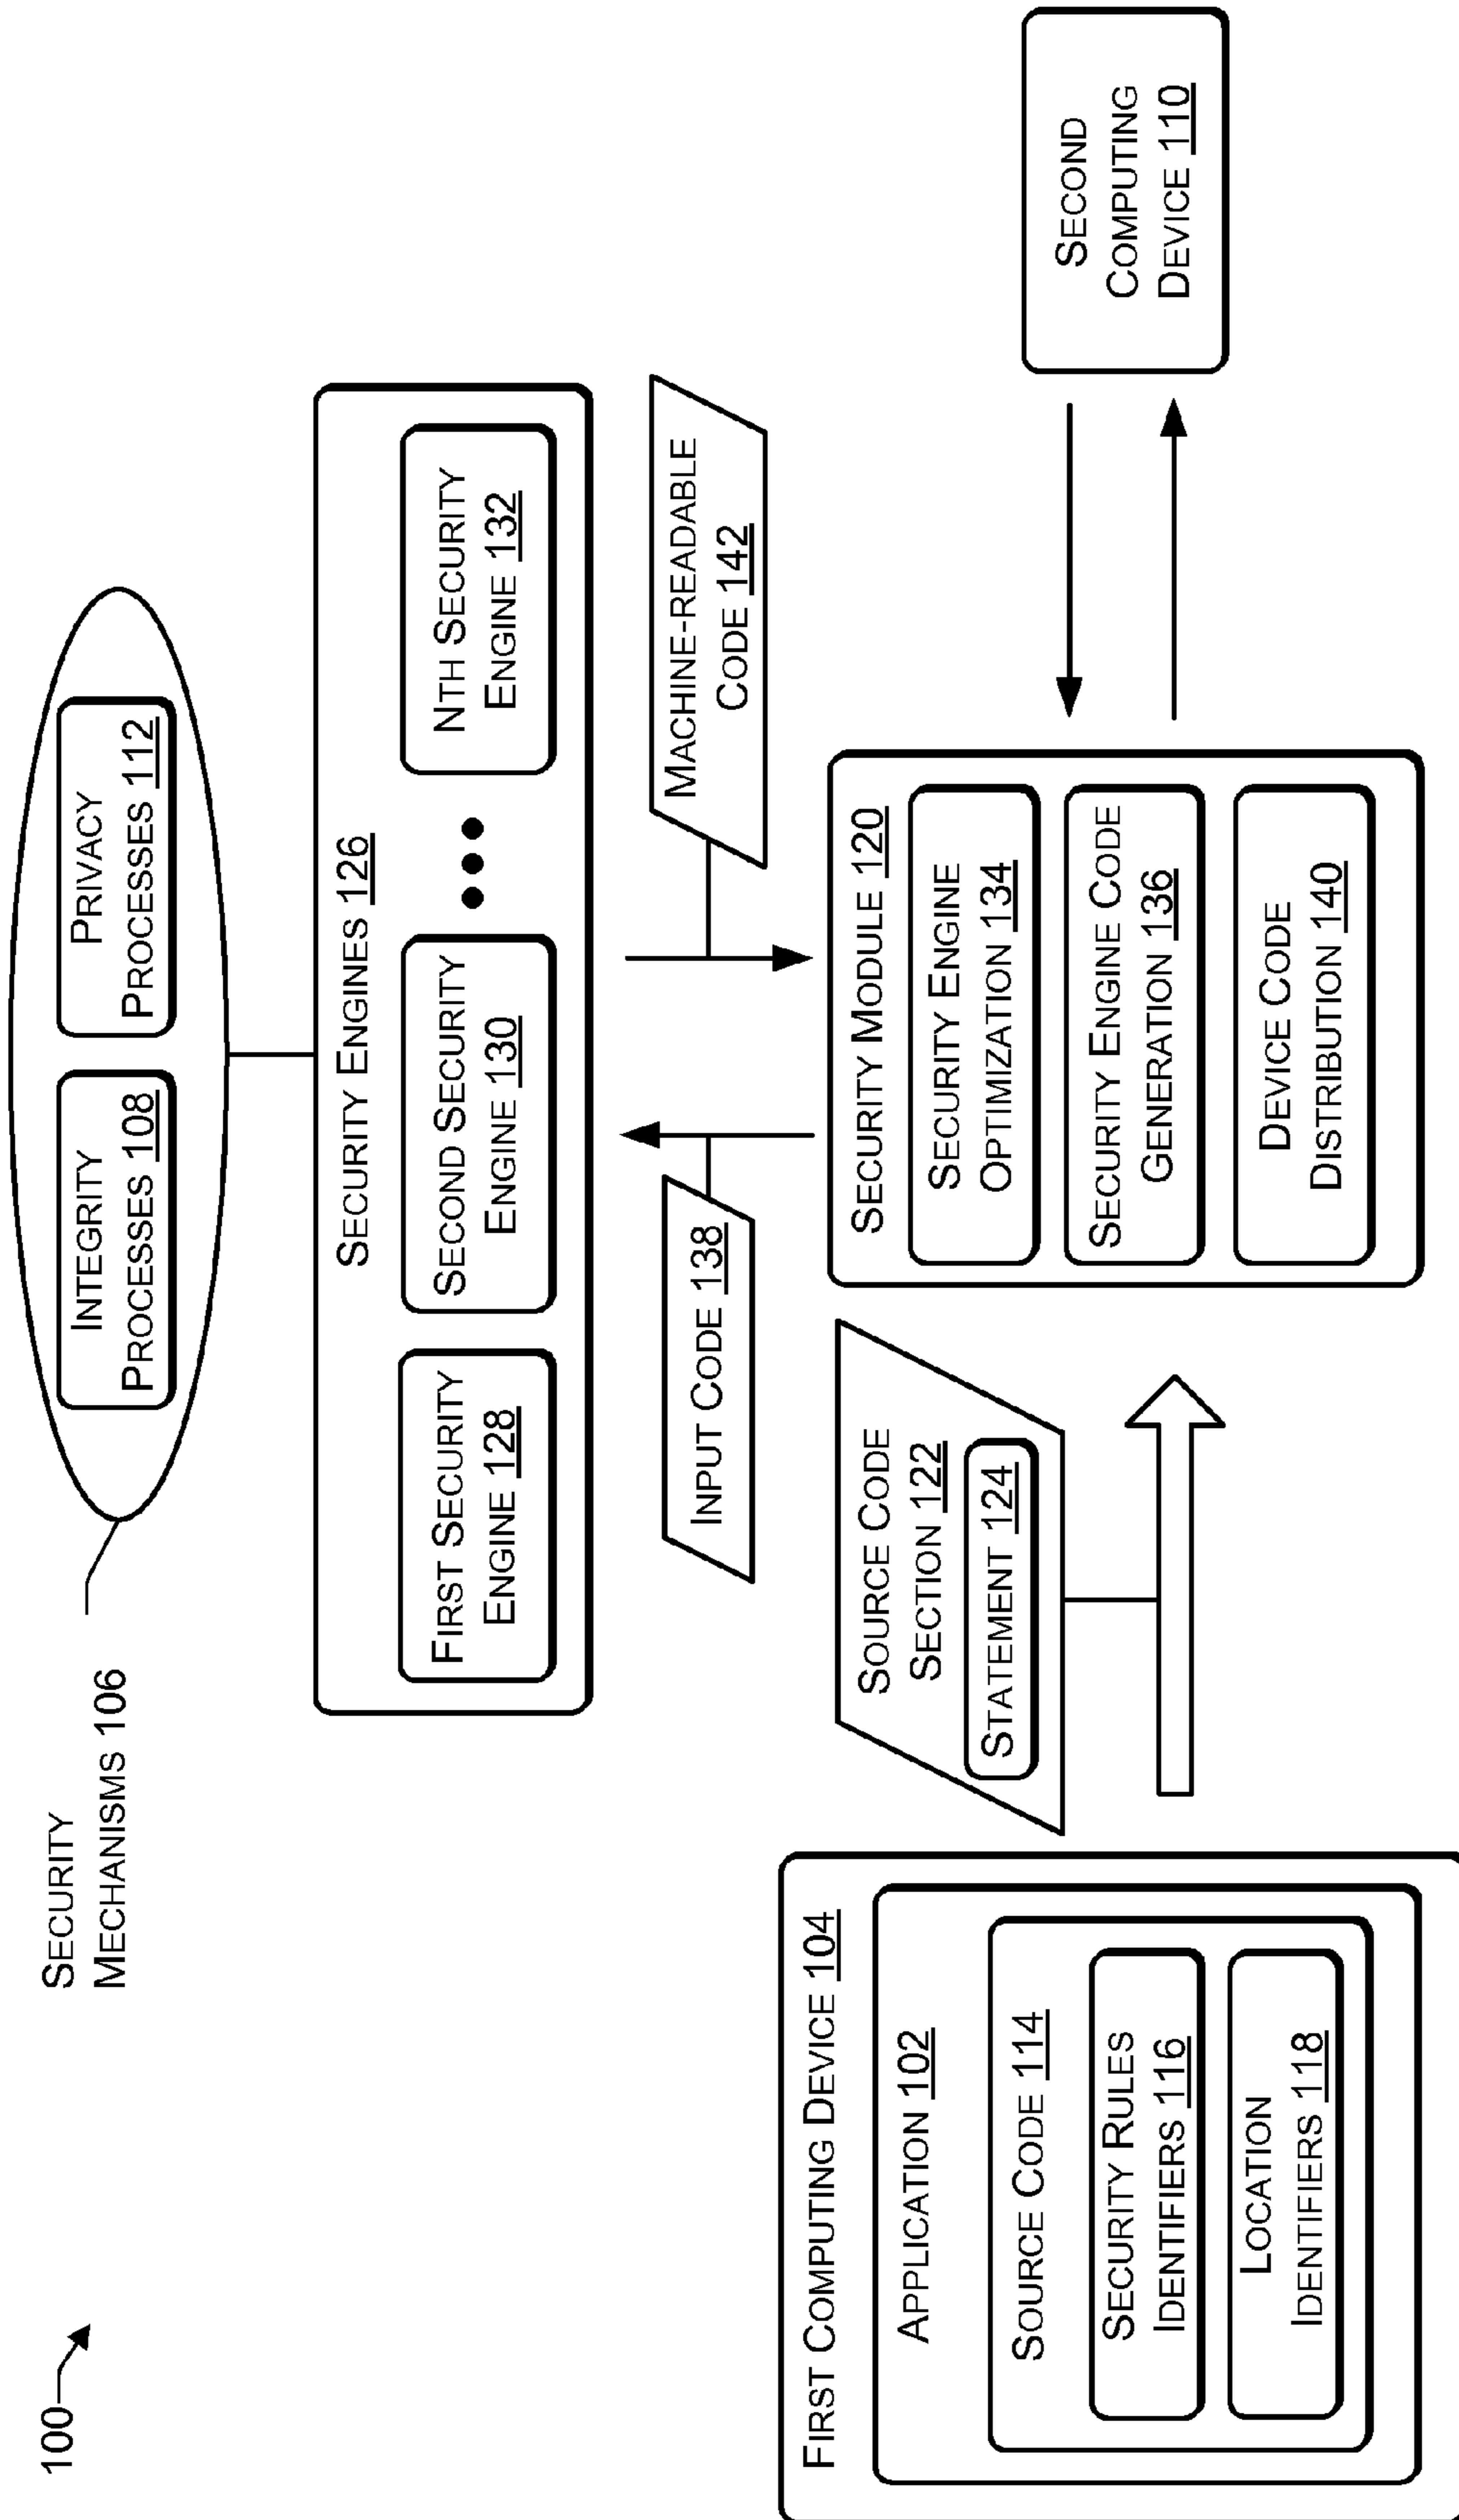 100
SECURITY
MECHANISMS 106
INTEGRITY
PROCESSES 108
PRIVACY
PROCESSES 112
SECURITY ENGINES 126
FIRST SECURITY
ENGINE 128
SECOND SECURITY
ENGINE 130
NTH SECURITY
ENGINE 132
INPUT CODE 138
MACHINE-READABLE
CODE 142
FIRST COMPUTING DEVICE 104
APPLICATION 102
SOURCE CODE 114
SECURITY RULES
IDENTIFIERS 116
LOCATION
IDENTIFIERS 118
SOURCE CODE
SECTION 122
STATEMENT 124
SECURITY MODULE 120
SECURITY ENGINE
OPTIMIZATION 134
SECURITY ENGINE CODE
GENERATION 136
DEVICE CODE
DISTRIBUTION 140
SECOND
COMPUTING
DEVICE 110